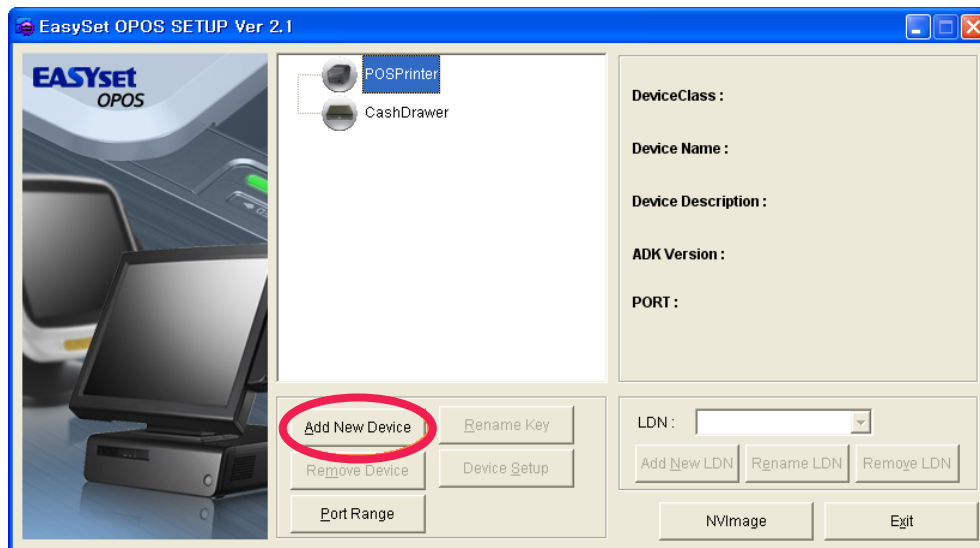 EasySet OPOS SETUP Ver 2.1
EASYset
OPOS
POSPrinter
CashDrawer
DeviceClass :
Device Name :
Device Description :
ADK Version :
PORT :
Add New Device
Rename Key
Remove Device
Device Setup
Port Range
LDN :
Add New LDN
Rename LDN
Remove LDN
NVImage
Exit